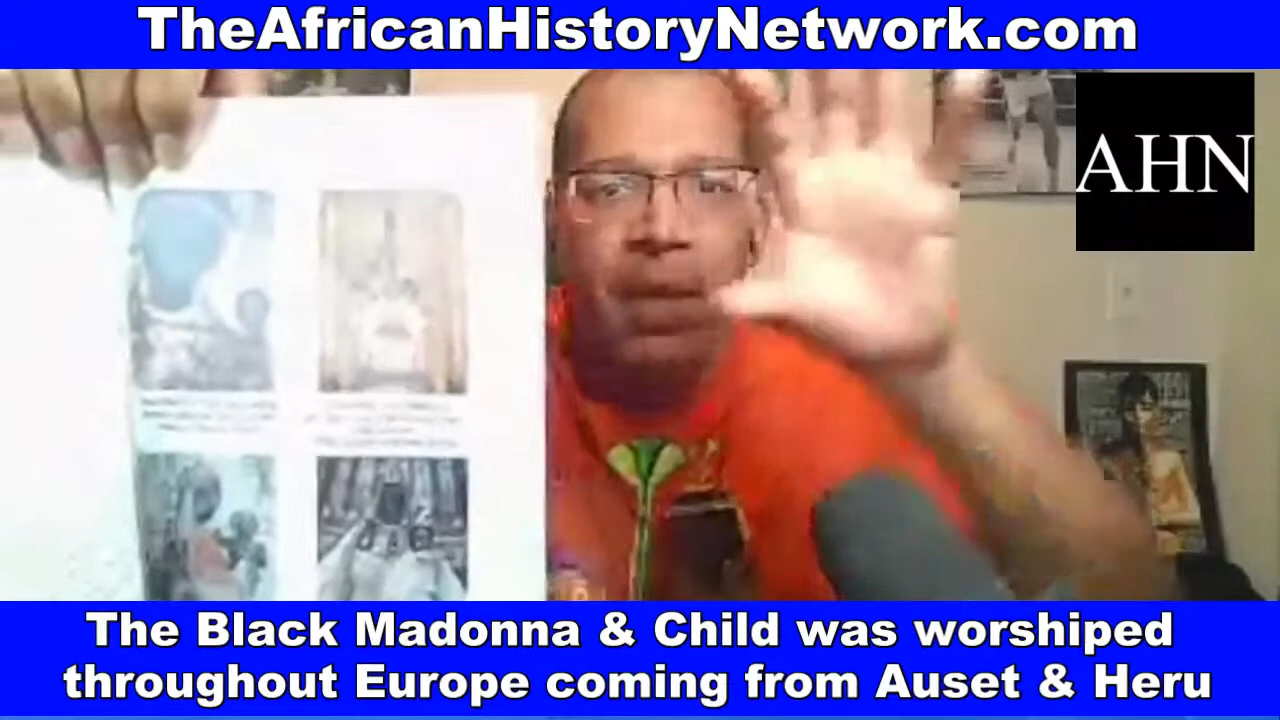 TheAfricanHistoryNetwork.com
AHN
The Black Madonna & Child was worshiped
throughout Europe coming from Auset & Heru